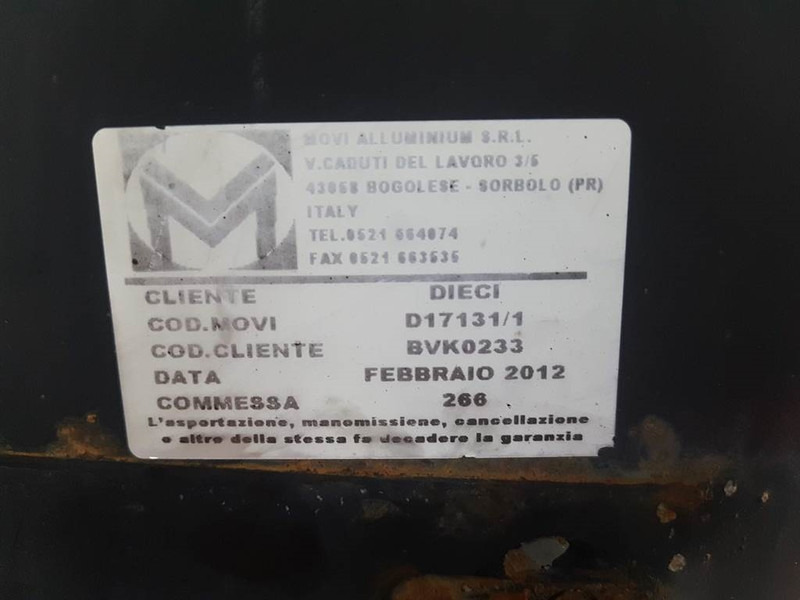 MOVI ALLUMINIUM S.R.L.
V.CADUTI DEL LAVORO 3/5
43058 BOGOLESE - SORBOLO (PR)
ITALY
TEL.0521 664074
FAX 0521 663535
CLIENTE DIECI
COD.MOVI D17131/1
COD.CLIENTE BVK0233
DATA FEBBRAIO 2012
COMMESSA 266
L'asportazione, manomissione, cancellazione
o altro della stessa fa decadere la garanzia